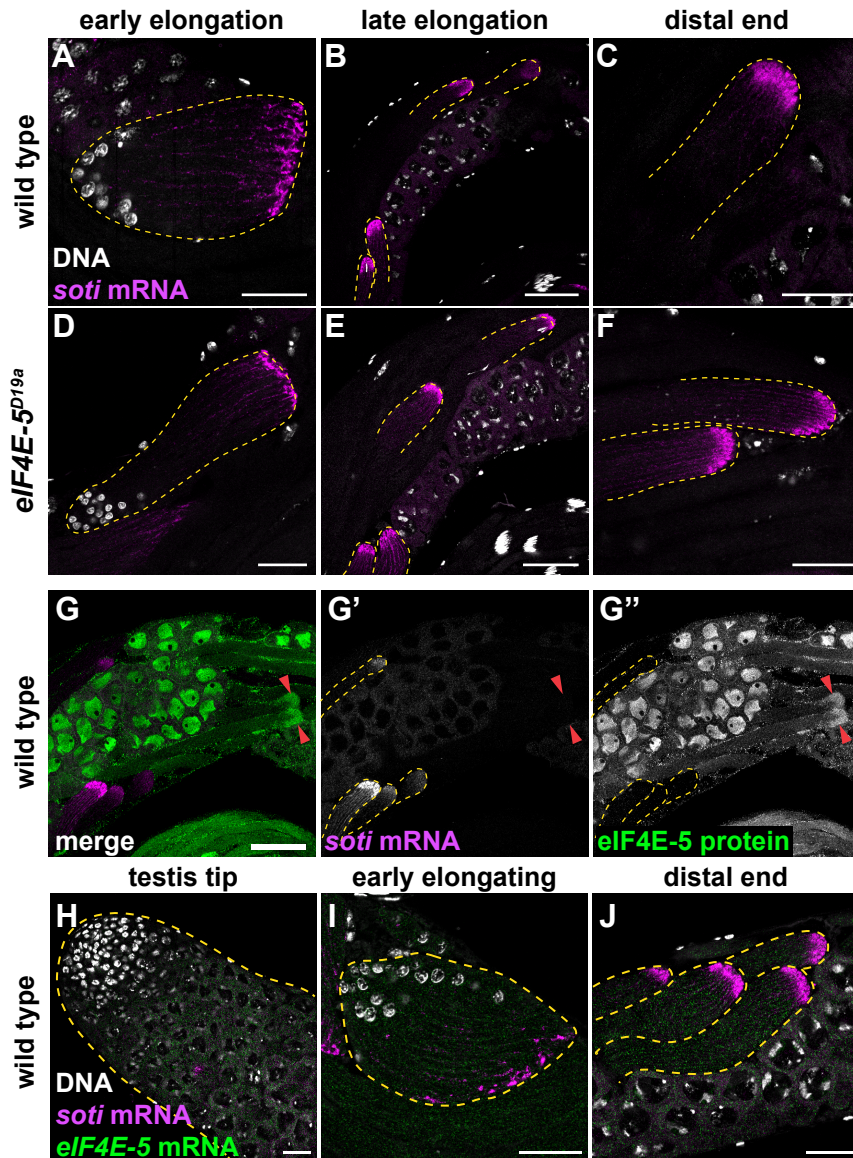 early elongation late elongation distal end
A B C
wild type
DNA
soti mRNA
D E F
eIF4E-5D19a
G G' G''
wild type
merge soti mRNA eIF4E-5 protein
testis tip early elongating distal end
H I J
wild type
DNA
soti mRNA
eIF4E-5 mRNA